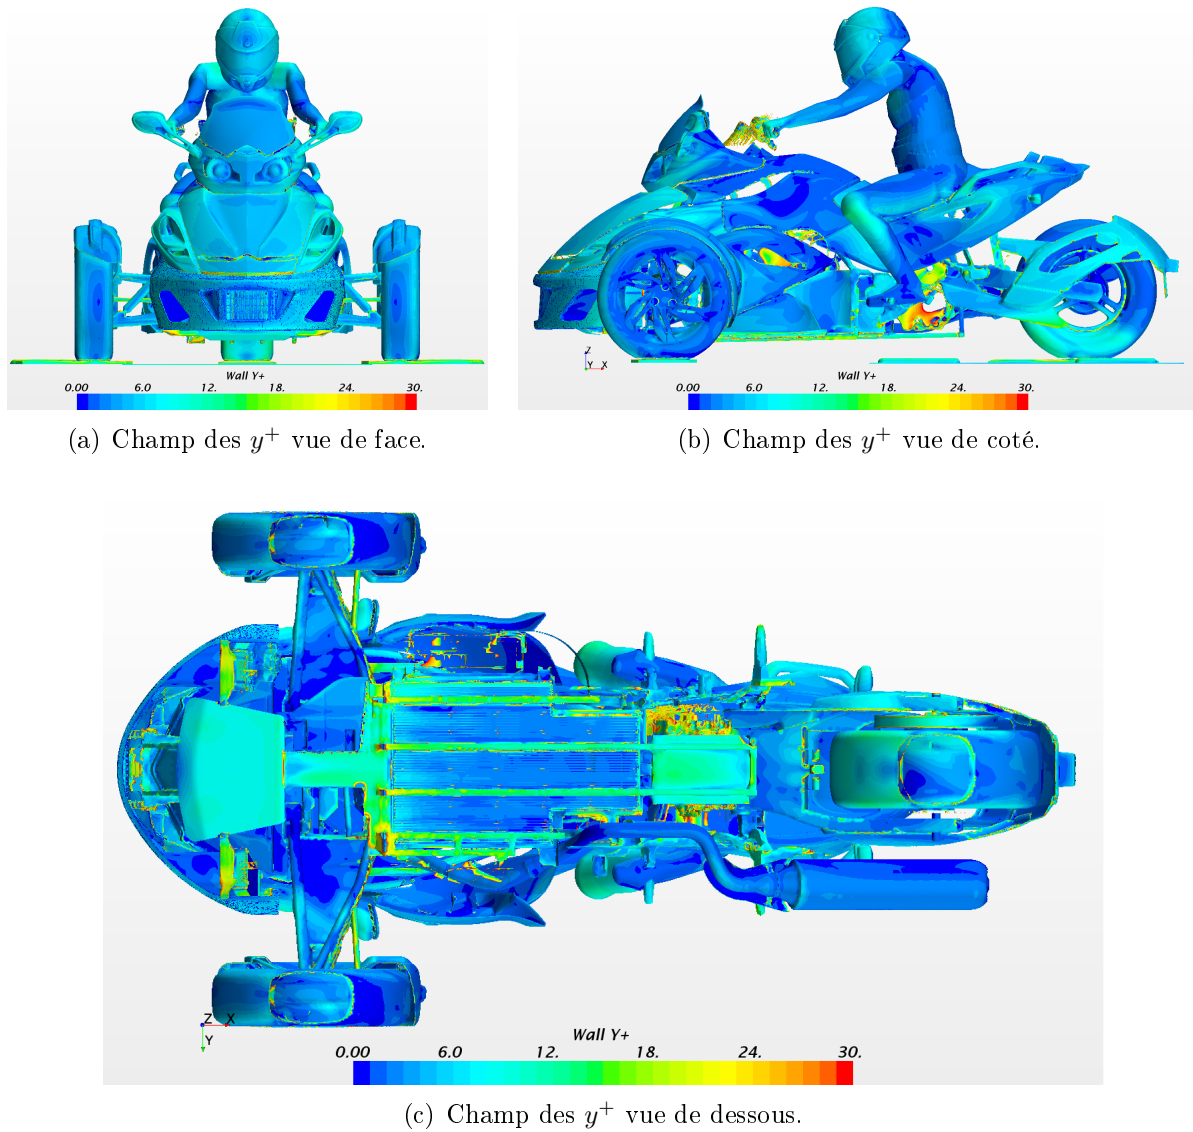 Wall Y+
0.00 6.0 12. 18. 24. 30.
(a) Champ des y⁺ vue de face.
Z
Y X
Wall Y+
0.00 6.0 12. 18. 24. 30.
(b) Champ des y⁺ vue de coté.
Z X
Y
Wall Y+
0.00 6.0 12. 18. 24. 30.
(c) Champ des y⁺ vue de dessous.